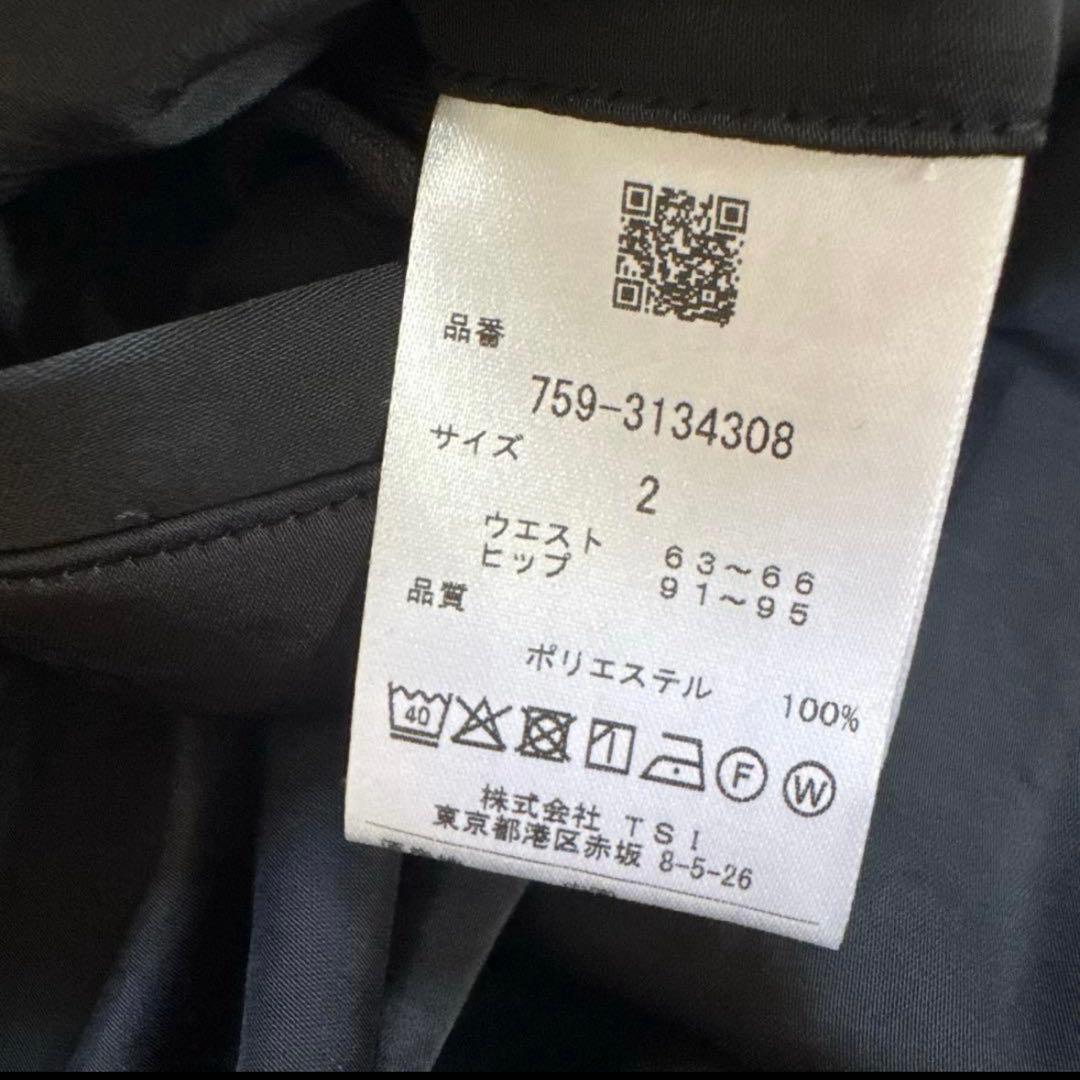 品番
759-3134308
サイズ
2
ウエスト 63~66
ヒップ 91~95
品質
ポリエステル 100%
40 F W
株式会社 TSI
東京都港区赤坂 8-5-26